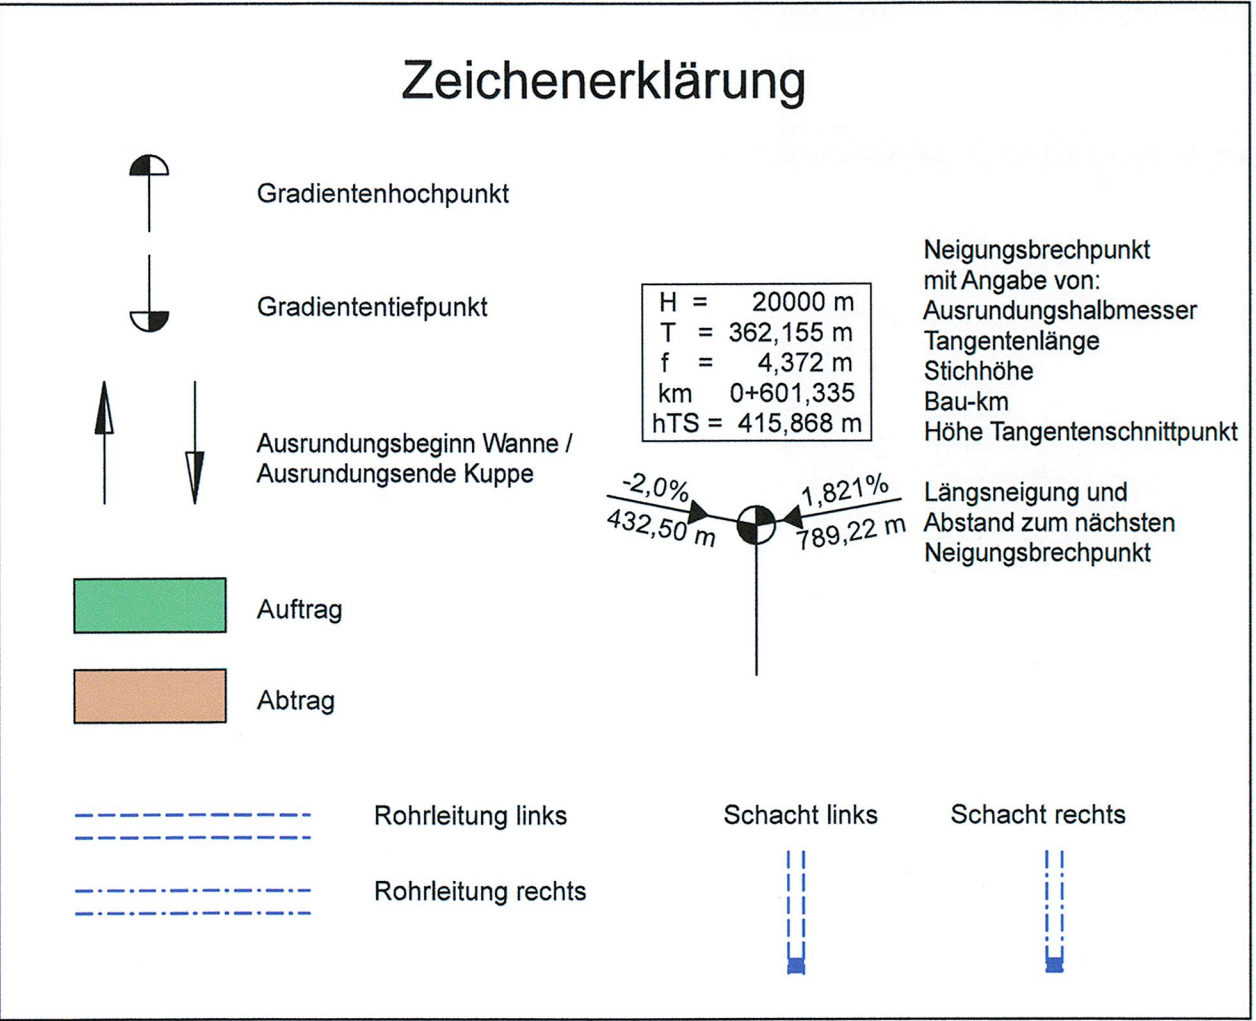 Zeichenerklärung
Gradientenhochpunkt
Gradiententiefpunkt
Ausrundungsbeginn Wanne /
Ausrundungsende Kuppe
Auftrag
Abtrag
H = 20000 m
T = 362,155 m
f = 4,372 m
km 0+601,335
hTS = 415,868 m
Neigungsbrechpunkt
mit Angabe von:
Ausrundungshalbmesser
Tangentenlänge
Stichhöhe
Bau-km
Höhe Tangentenschnittpunkt
-2,0%
432,50 m
1,821%
789,22 m
Längsneigung und
Abstand zum nächsten
Neigungsbrechpunkt
Rohrleitung links
Rohrleitung rechts
Schacht links
Schacht rechts